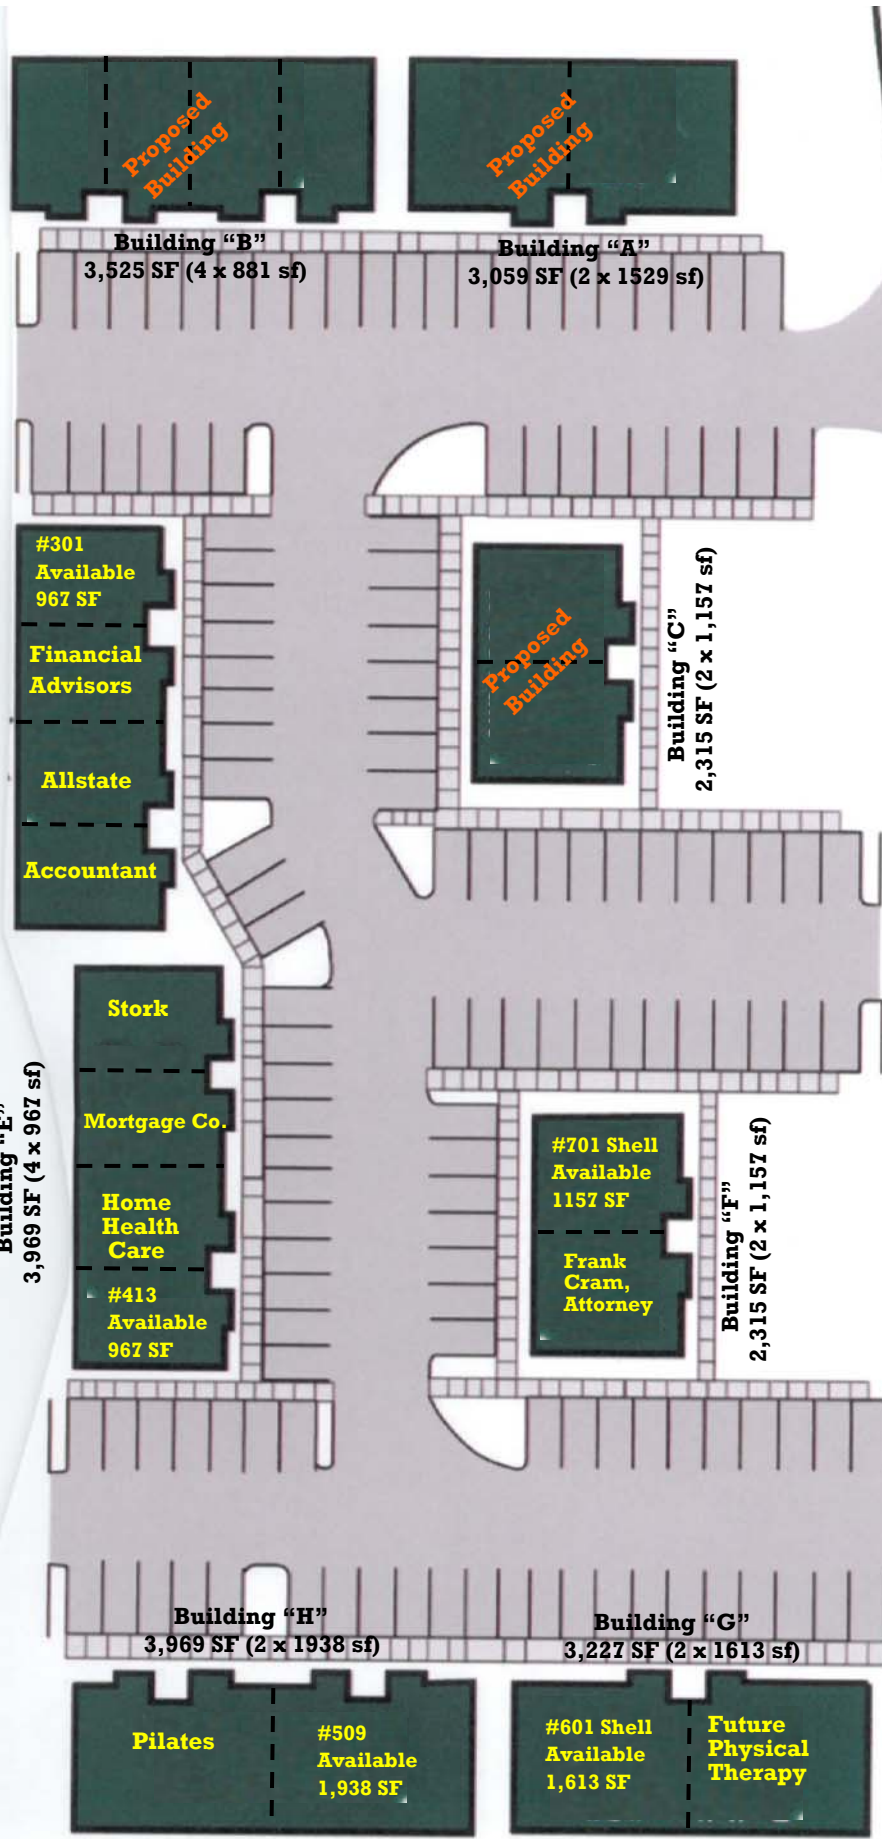 Proposed
Building
Proposed
Building
Building “B”
3,525 SF (4 x 881 sf)
Building “A”
3,059 SF (2 x 1529 sf)
#301
Available
967 SF
Financial
Advisors
Allstate
Accountant
Proposed
Building
Building “C”
2,315 SF (2 x 1,157 sf)
Stork
Mortgage Co.
Home
Health
Care
#413
Available
967 SF
Building “E”
3,969 SF (4 x 967 sf)
#701 Shell
Available
1157 SF
Frank
Cram,
Attorney
Building “F”
2,315 SF (2 x 1,157 sf)
Building “H”
3,969 SF (2 x 1938 sf)
Building “G”
3,227 SF (2 x 1613 sf)
Pilates
#509
Available
1,938 SF
#601 Shell
Available
1,613 SF
Future
Physical
Therapy